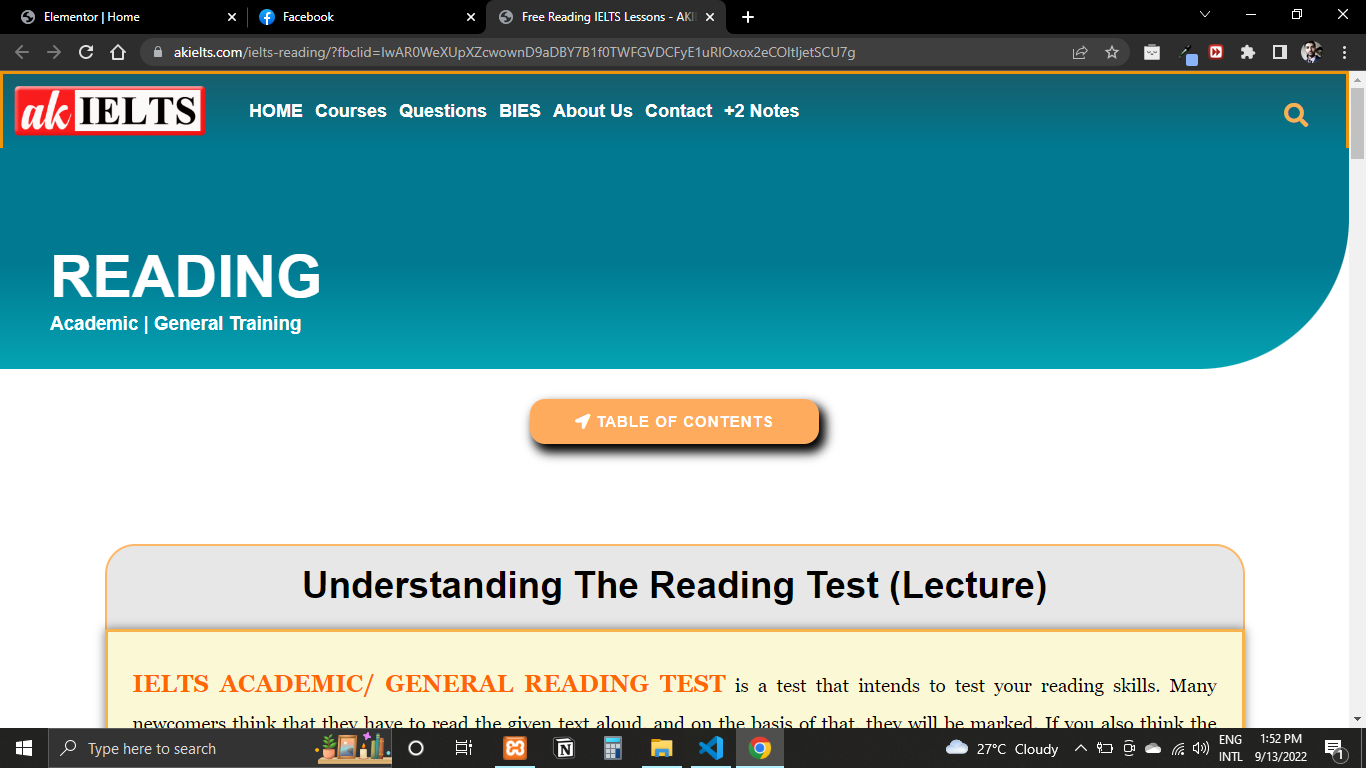 Elementor | Home
Facebook
Free Reading IELTS Lessons - AKI
akielts.com/ielts-reading/?fbclid=IwAR0WeXUpXZcwownD9aDBY7B1f0TWFGVDCFyE1uRIOxox2eCOltIjetSCU7g
ak IELTS
HOME Courses Questions BIES About Us Contact +2 Notes
READING
Academic | General Training
TABLE OF CONTENTS
Understanding The Reading Test (Lecture)
IELTS ACADEMIC/ GENERAL READING TEST is a test that intends to test your reading skills. Many
newcomers think that they have to read the given text aloud, and on the basis of that, they will be marked. If you also think the
Type here to search
27°C Cloudy
ENG
INTL
1:52 PM
9/13/2022
1